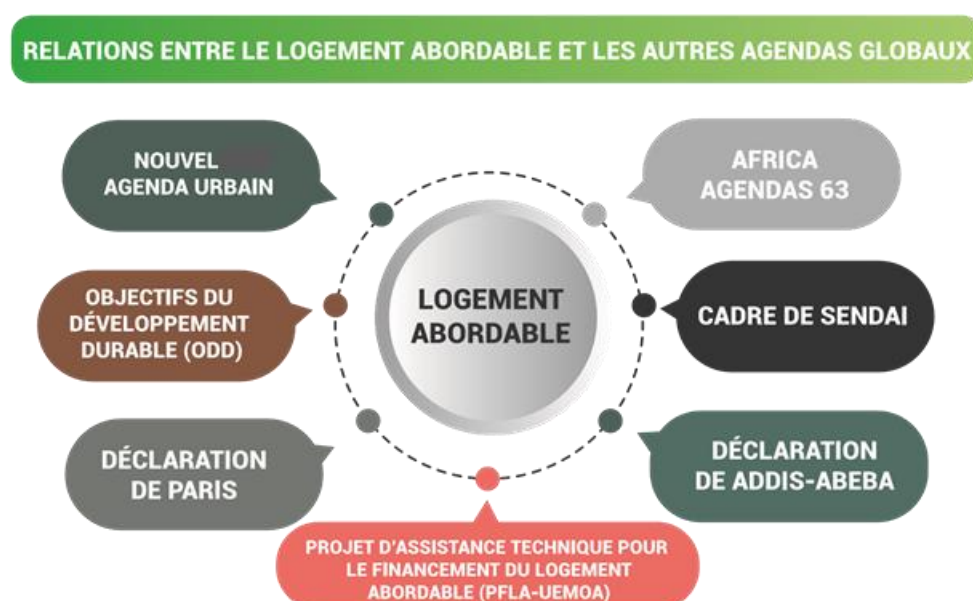 RELATIONS ENTRE LE LOGEMENT ABORDABLE ET LES AUTRES AGENDAS GLOBAUX
NOUVEL
AGENDA URBAIN
AFRICA
AGENDAS 63
OBJECTIFS DU
DÉVELOPPEMENT
DURABLE (ODD)
LOGEMENT
ABORDABLE
CADRE DE SENDAI
DÉCLARATION
DE PARIS
DÉCLARATION
DE ADDIS-ABEBA
PROJET D'ASSISTANCE TECHNIQUE POUR
LE FINANCEMENT DU LOGEMENT
ABORDABLE (PFLA-UEMOA)